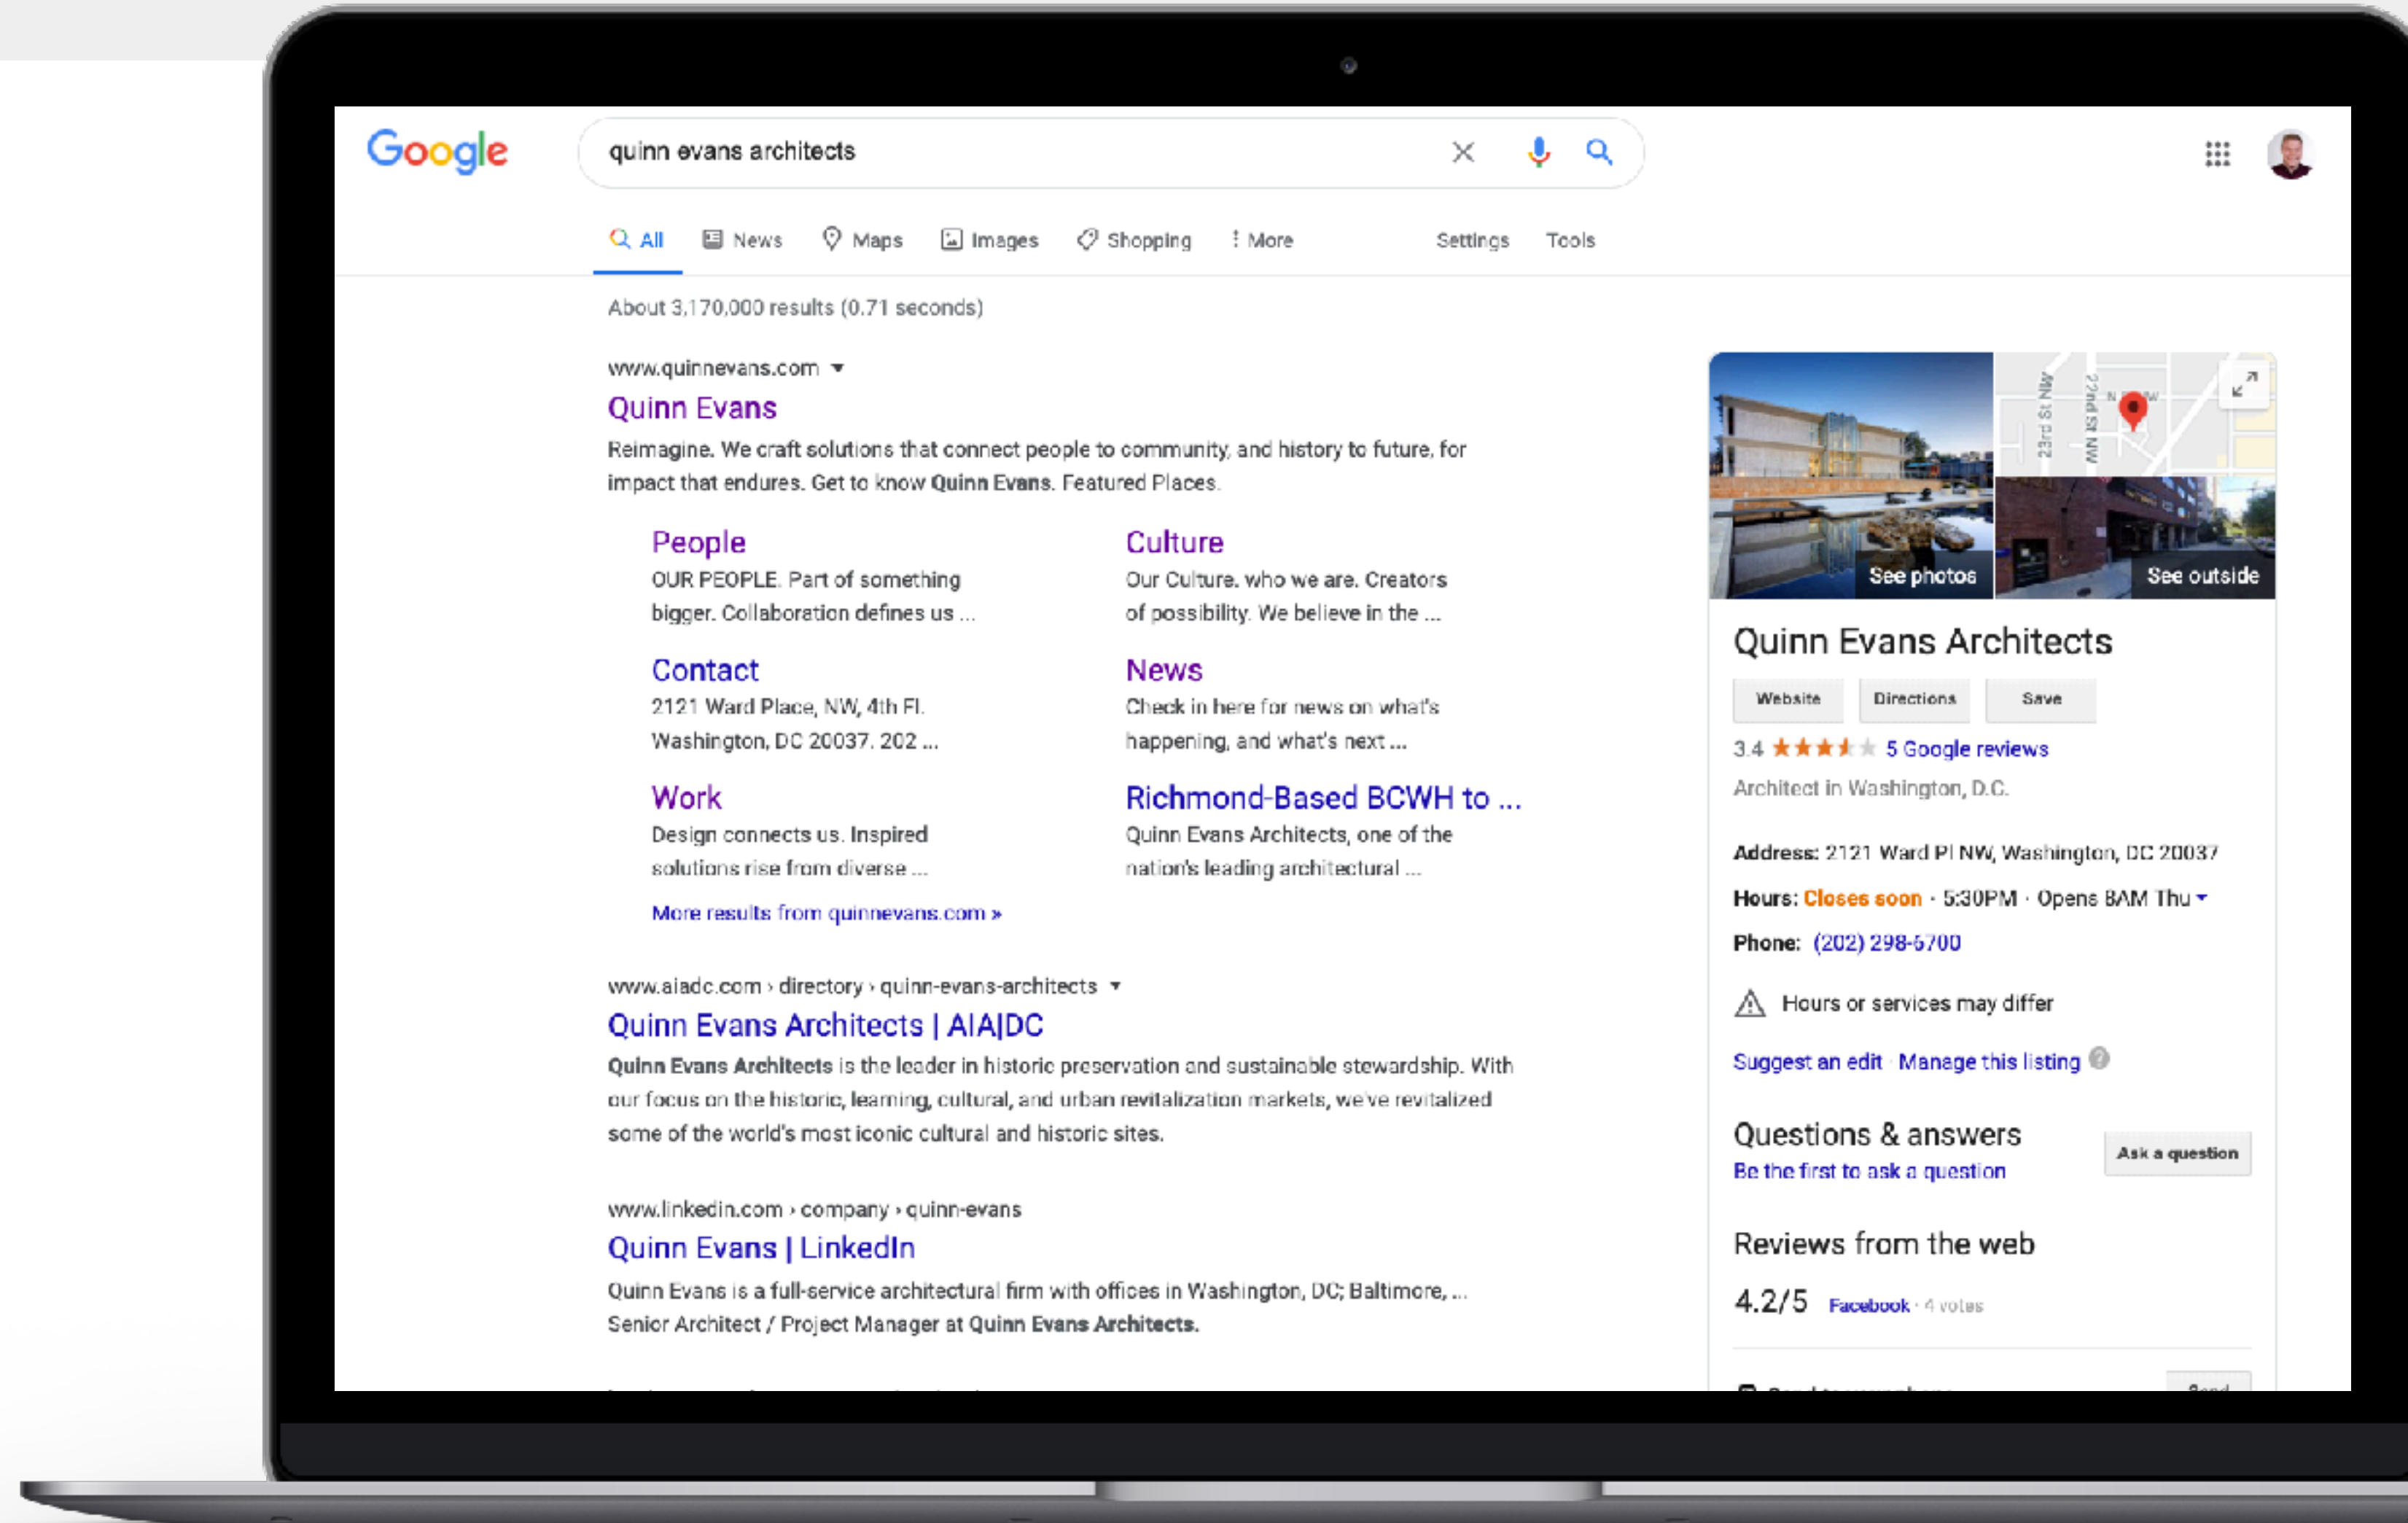 Google
quinn evans architects
All News Maps Images Shopping More Settings Tools
About 3,170,000 results (0.71 seconds)
www.quinnevans.com
Quinn Evans
Reimagine. We craft solutions that connect people to community, and history to future, for
impact that endures. Get to know Quinn Evans. Featured Places.
People
OUR PEOPLE. Part of something
bigger. Collaboration defines us ...
Culture
Our Culture. who we are. Creators
of possibility. We believe in the ...
Contact
2121 Ward Place, NW, 4th Fl.
Washington, DC 20037. 202 ...
News
Check in here for news on what's
happening, and what's next ...
Work
Design connects us. Inspired
solutions rise from diverse ...
Richmond-Based BCWH to ...
Quinn Evans Architects, one of the
nation's leading architectural ...
More results from quinnevans.com »
www.aiadc.com › directory › quinn-evans-architects
Quinn Evans Architects | AIA|DC
Quinn Evans Architects is the leader in historic preservation and sustainable stewardship. With
our focus on the historic, learning, cultural, and urban revitalization markets, we've revitalized
some of the world's most iconic cultural and historic sites.
www.linkedin.com › company › quinn-evans
Quinn Evans | LinkedIn
Quinn Evans is a full-service architectural firm with offices in Washington, DC; Baltimore, ...
Senior Architect / Project Manager at Quinn Evans Architects.
23rd St NW
22nd St NW
See photos
See outside
Quinn Evans Architects
Website Directions Save
3.4 5 Google reviews
Architect in Washington, D.C.
Address: 2121 Ward Pl NW, Washington, DC 20037
Hours: Closes soon · 5:30PM · Opens 8AM Thu
Phone: (202) 298-6700
Hours or services may differ
Suggest an edit · Manage this listing
Questions & answers
Be the first to ask a question
Ask a question
Reviews from the web
4.2/5 Facebook · 4 votes